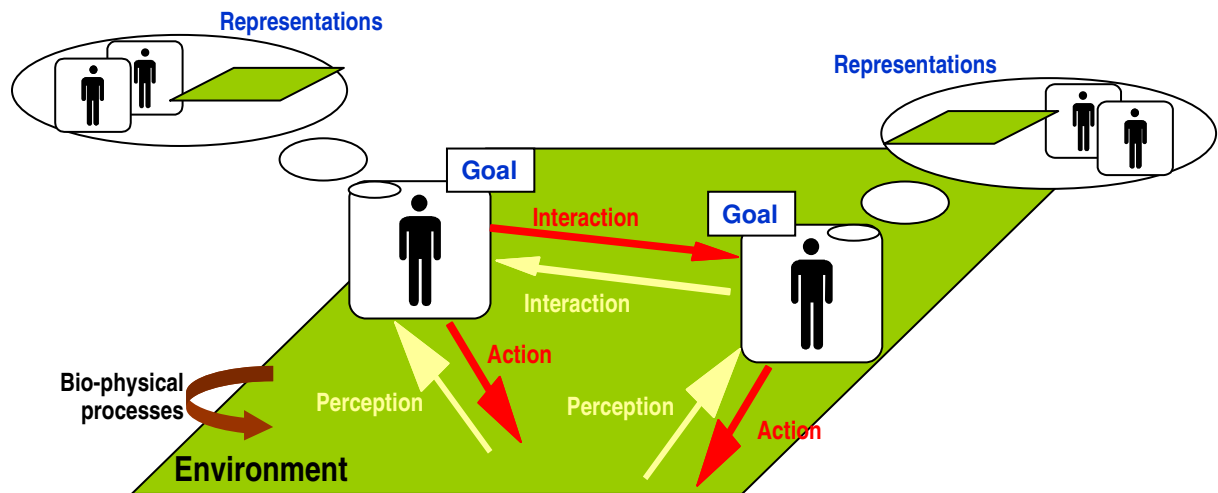 Representations
Representations
Goal
Goal
Interaction
Interaction
Action
Bio-physical
processes
Perception
Perception
Action
Environment